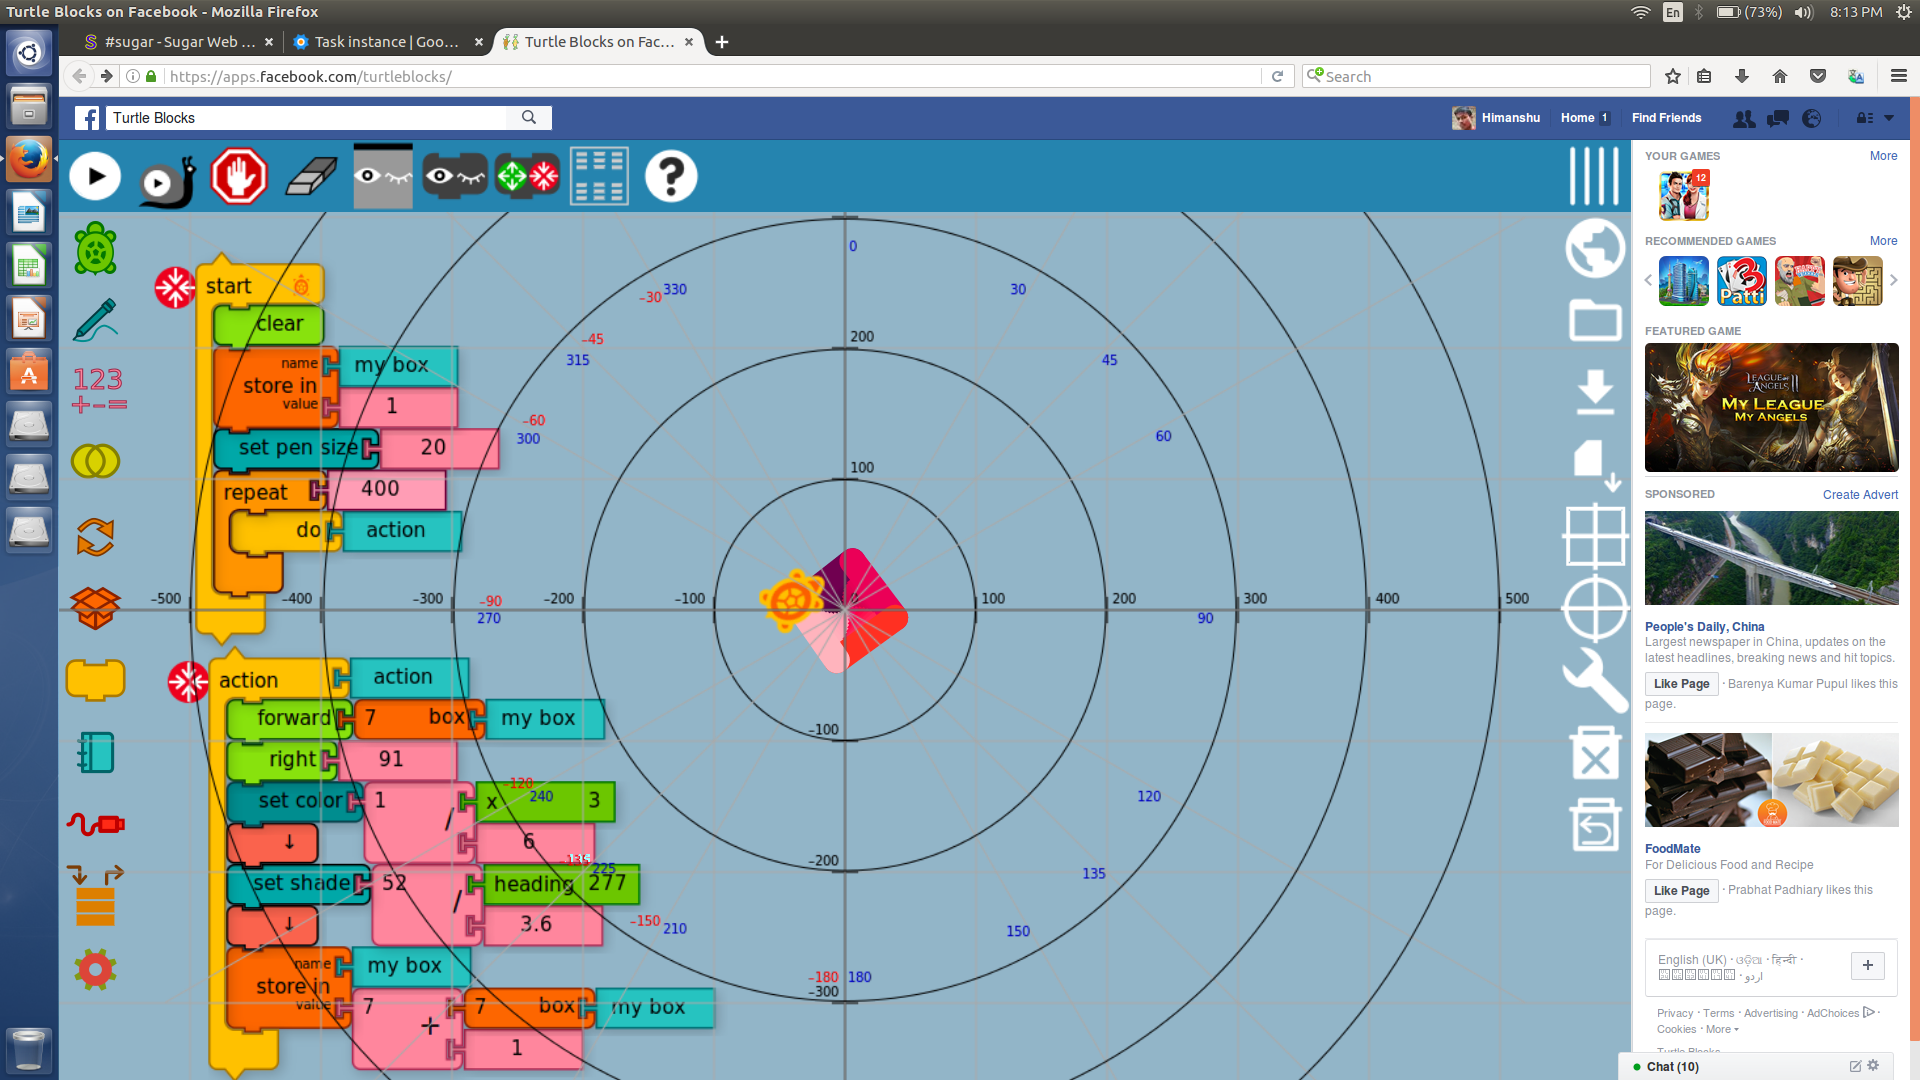 Turtle Blocks on Facebook - Mozilla Firefox
En (73%) 8:13 PM
#sugar - Sugar Web ... Task instance | Goo... Turtle Blocks on Fac...
https://apps.facebook.com/turtleblocks/ Search
Turtle Blocks
Himanshu Home 1 Find Friends
start
clear
name my box
store in
value 1
set pen size 20
repeat 400
do action
action action
forward 7 box my box
right 91
set color 1 / x 3
6
↓
set shade 52 / heading 277
3.6
↓
name my box
store in
value 7 + 7 box my box
1
123
+-=
0
-30 330 30
-45 315 45
-60 300 60
-90 270 90
-120 240 120
225 135
-150 210 150
-180 180
200
100
-500 -400 -300 -200 -100 0 100 200 300 400 500
-100
-200
-300
YOUR GAMES More
12
RECOMMENDED GAMES More
3
Patti
FEATURED GAME
LEAGUE OF
ANGELS II
MY LEAGUE
MY ANGELS
SPONSORED Create Advert
People's Daily, China
Largest newspaper in China, updates on the
latest headlines, breaking news and hit topics.
Like Page · Barenya Kumar Pupul likes this
page.
FoodMate
For Delicious Food and Recipe
Like Page · Prabhat Padhiary likes this
page.
English (UK) · ଓଡ଼ିଆ · हिन्दी ·
اردو · +
Privacy · Terms · Advertising · AdChoices ·
Cookies · More
Turtle Blocks
Chat (10)